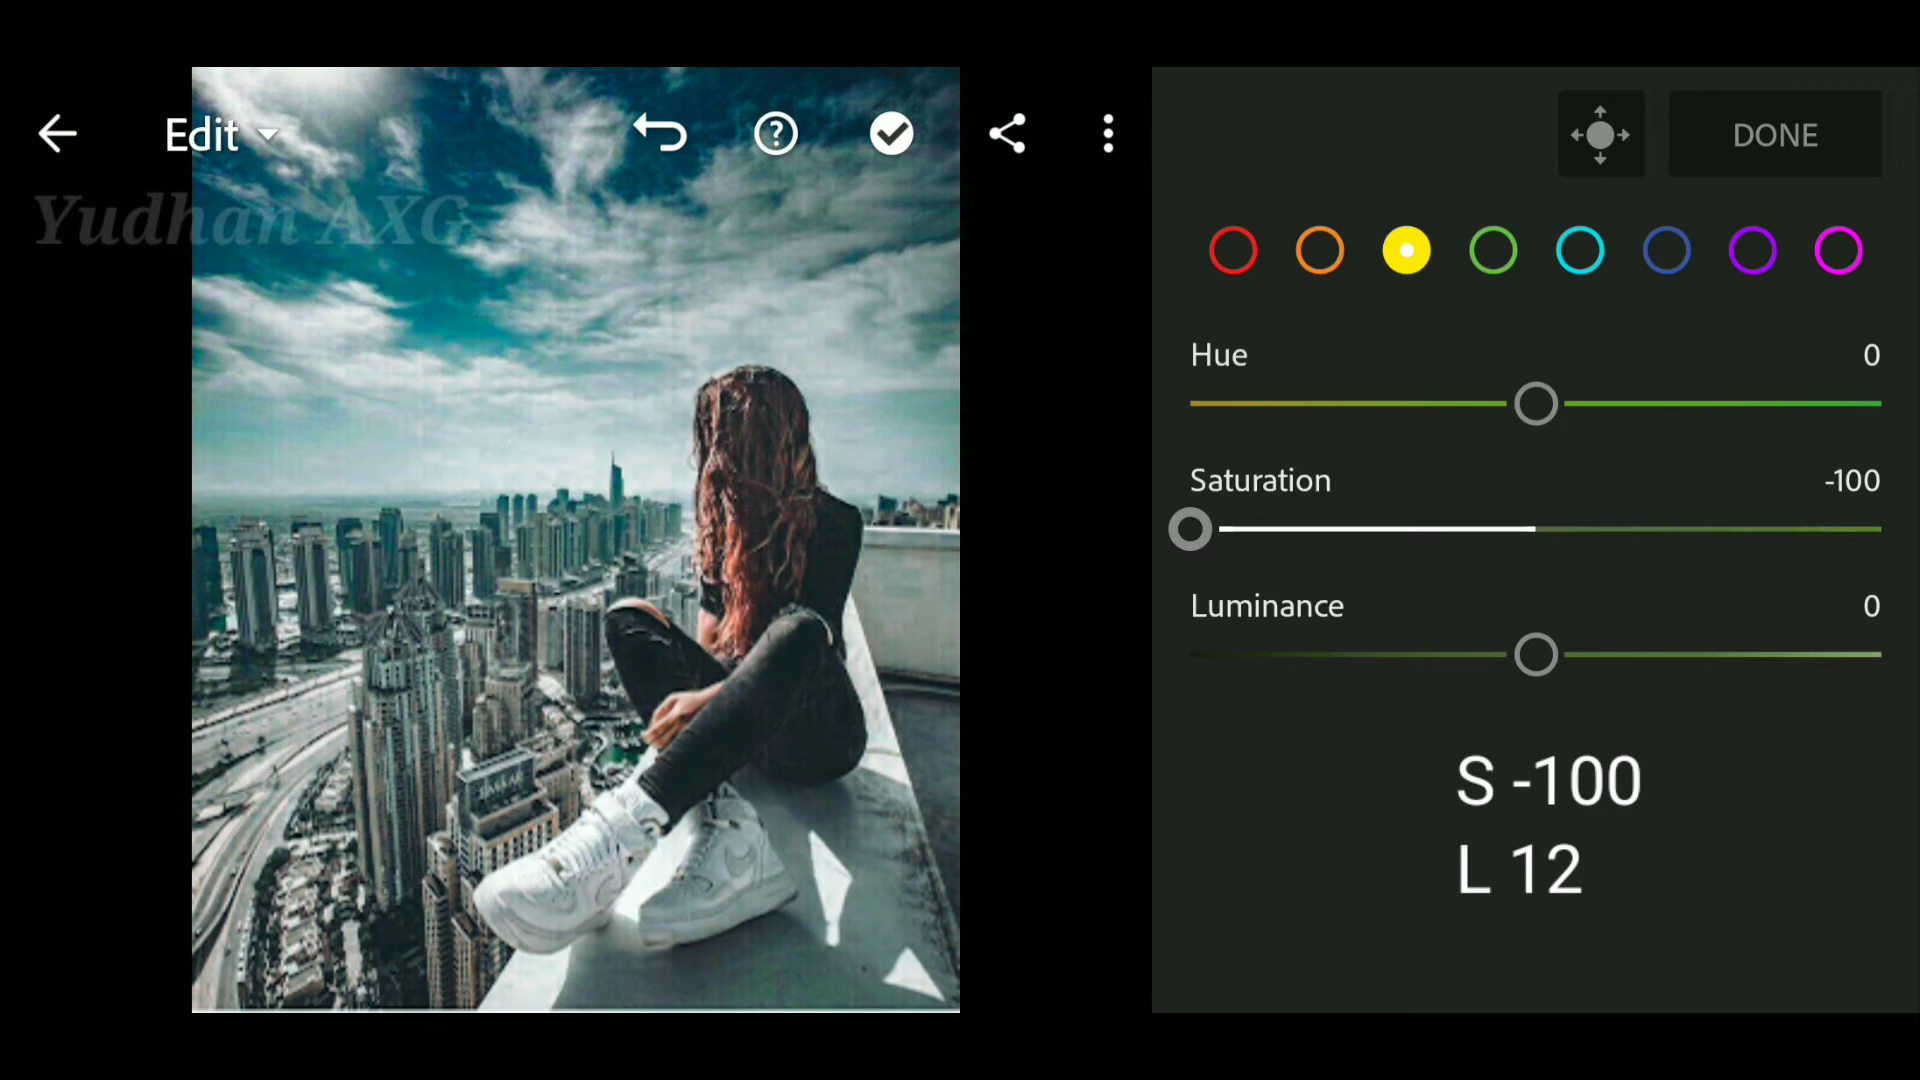 Edit
DONE
Yudhan AXG
Hue 0
Saturation -100
Luminance 0
S -100
L 12